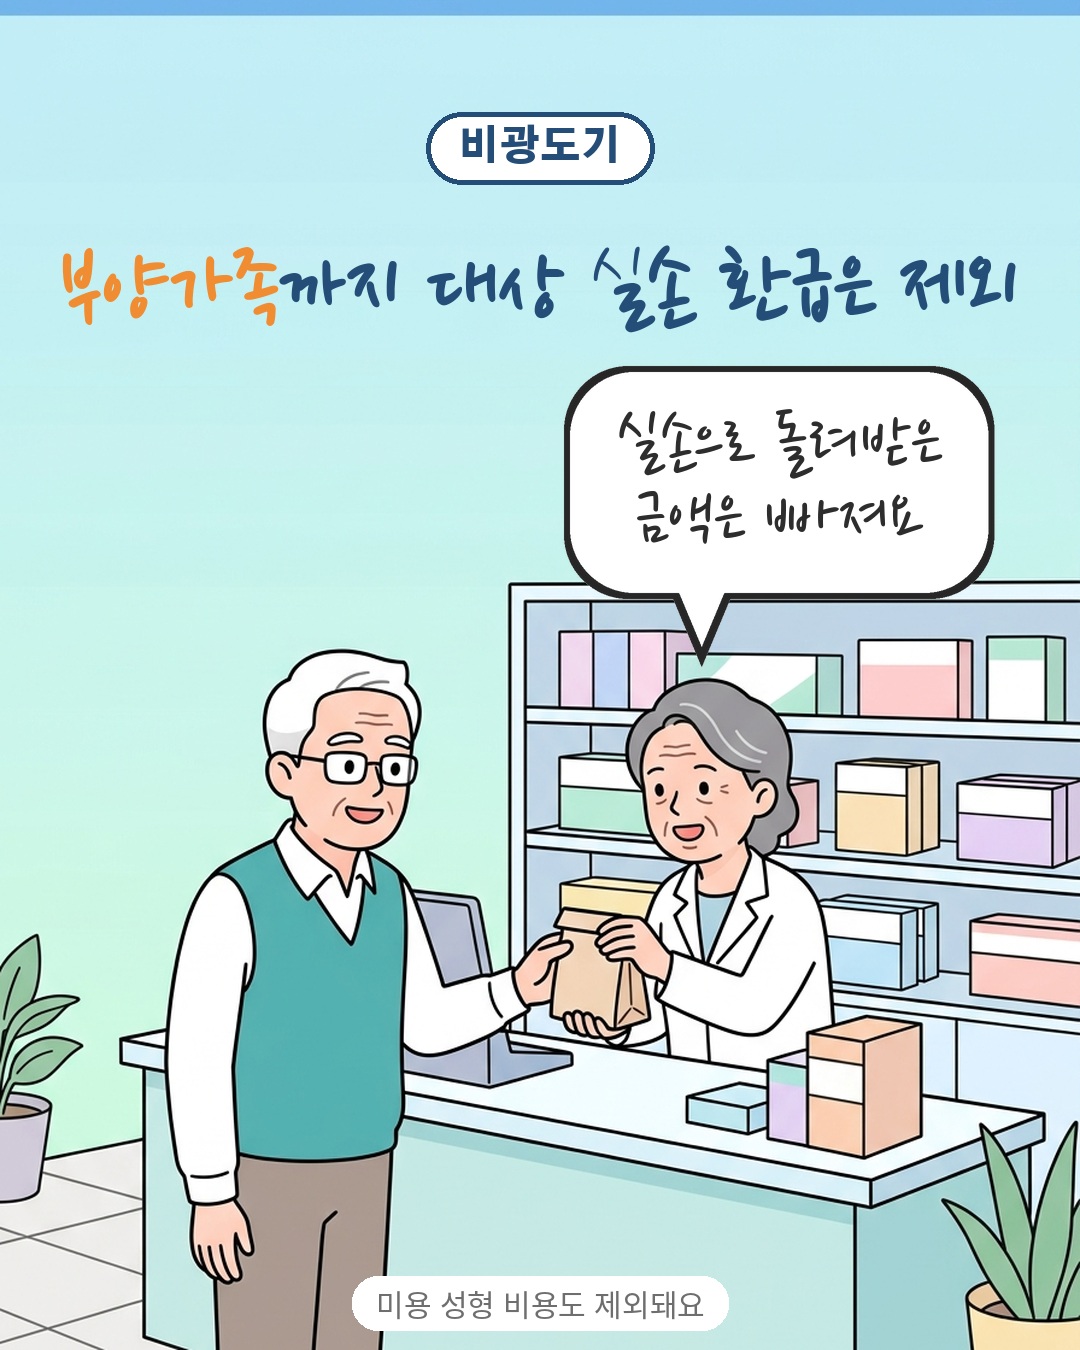 비광도기
부양가족까지 대상 실손 환급은 제외
실손으로 돌려받은
금액은 빠져요
미용 성형 비용도 제외돼요